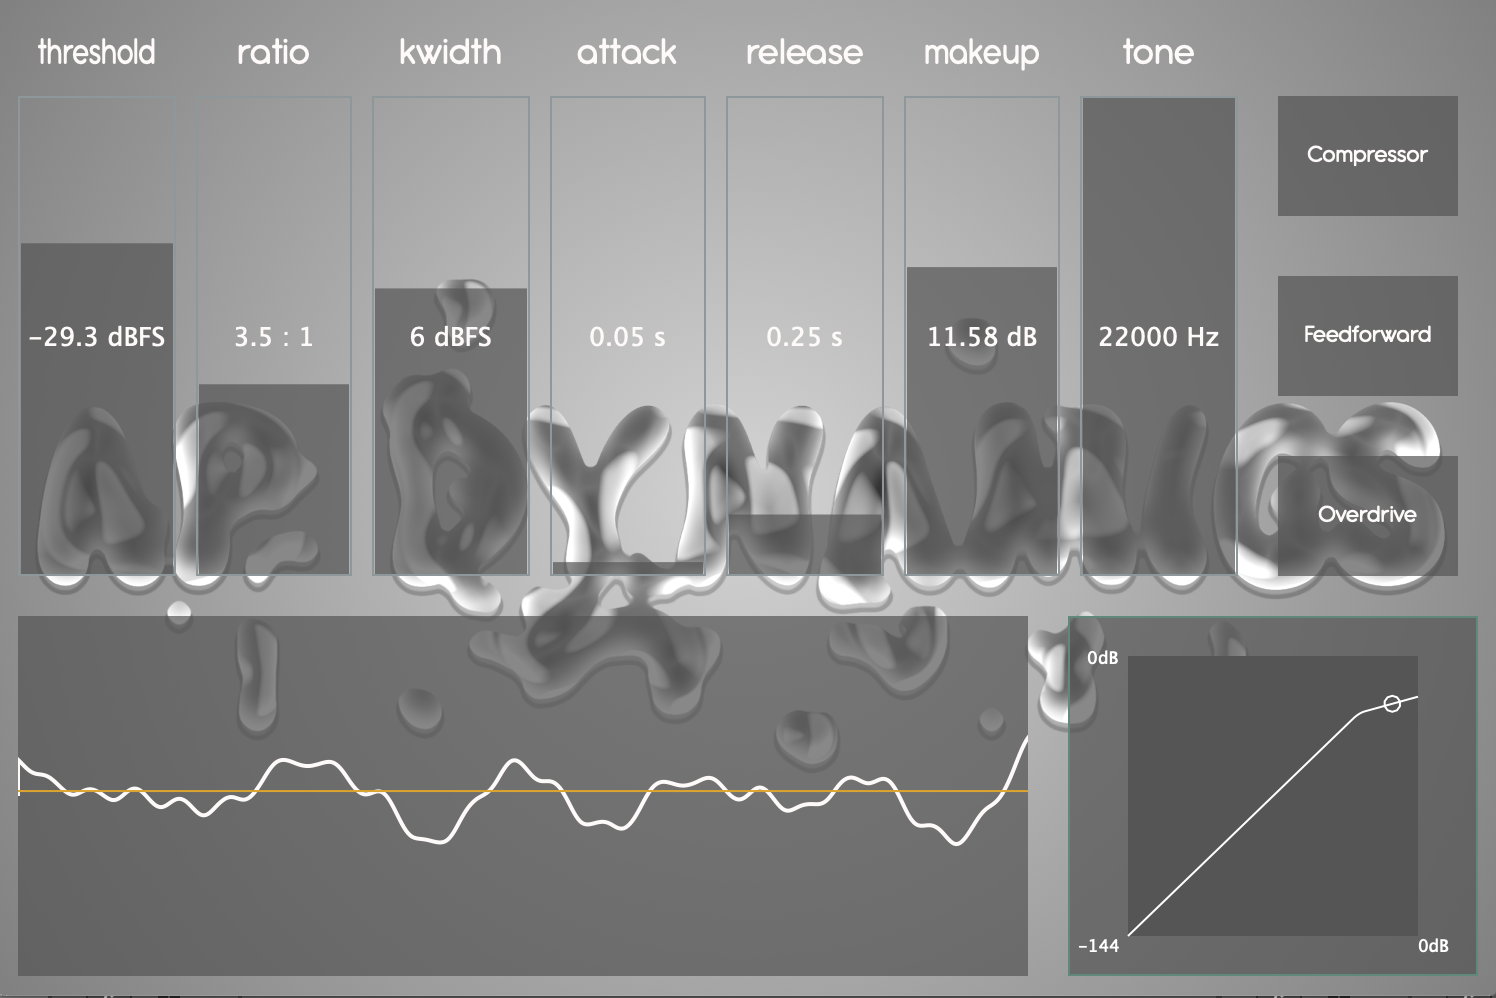 threshold ratio kwidth attack release makeup tone
Compressor
-29.3 dBFS 3.5 : 1 6 dBFS 0.05 s 0.25 s 11.58 dB 22000 Hz
Feedforward
AP DYNAMICS
Overdrive
0dB
-144 0dB